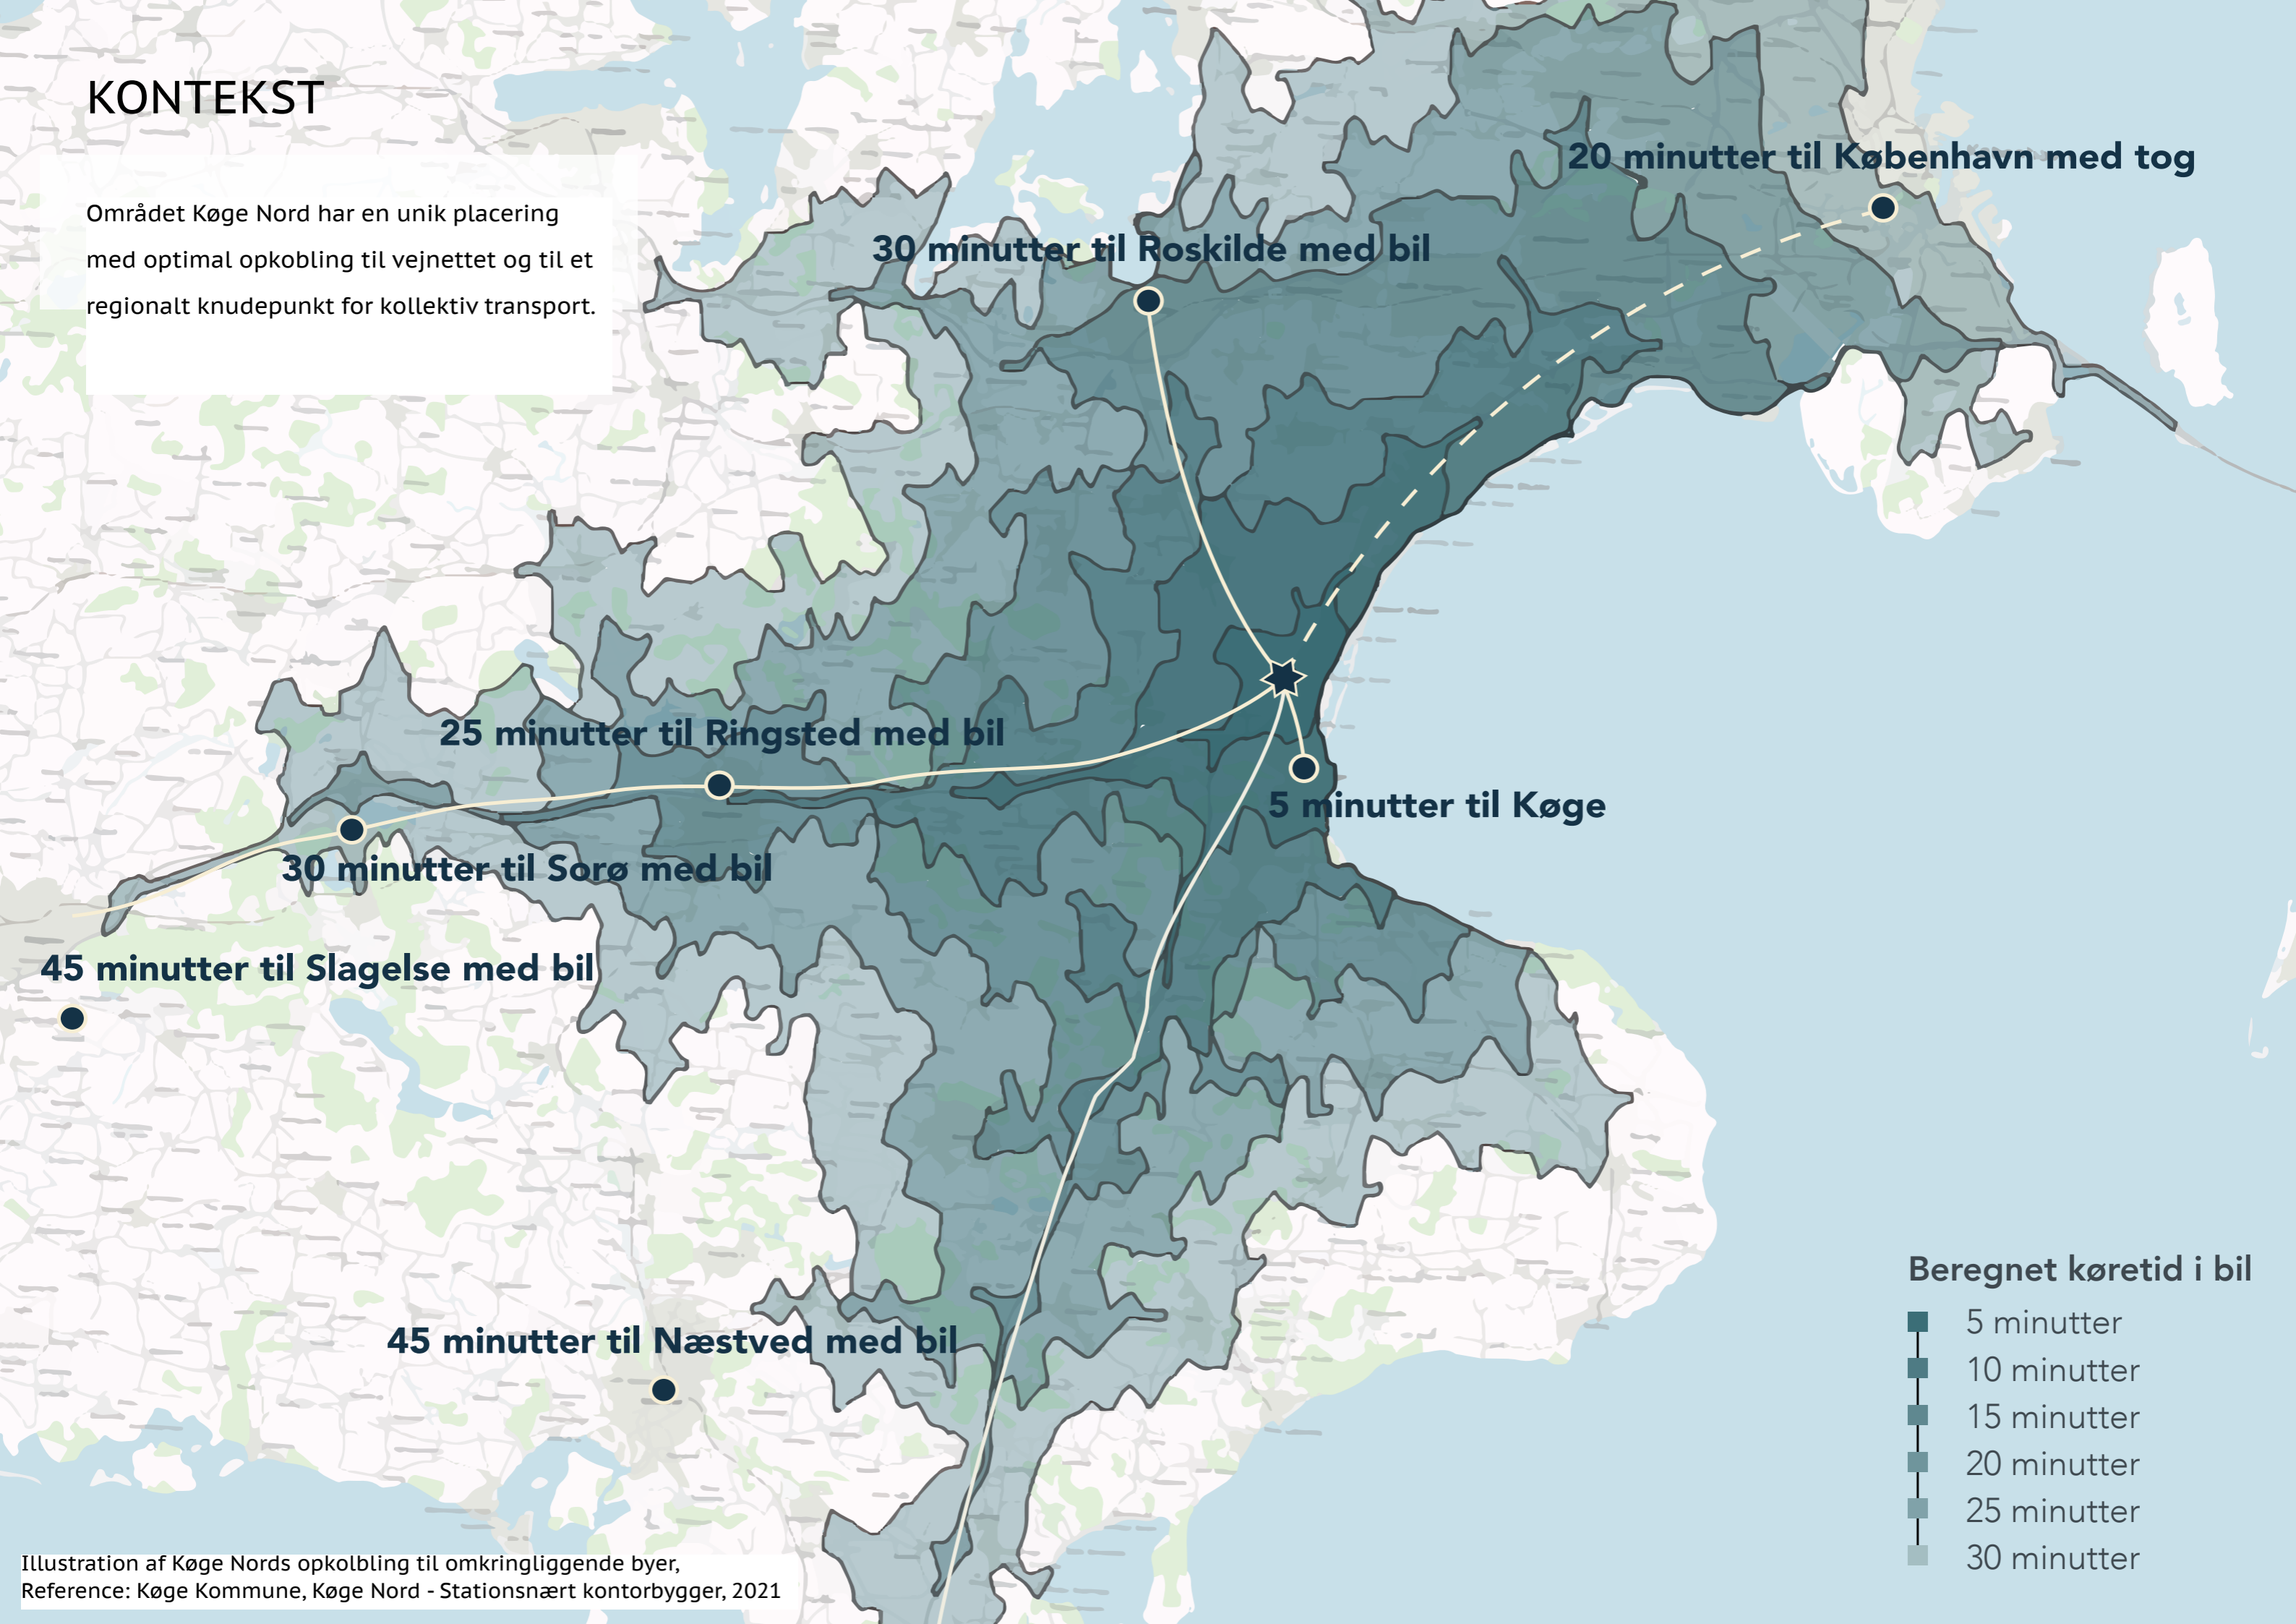 KONTEKST
Området Køge Nord har en unik placering
med optimal opkobling til vejnettet og til et
regionalt knudepunkt for kollektiv transport.
20 minutter til København med tog
30 minutter til Roskilde med bil
25 minutter til Ringsted med bil
5 minutter til Køge
30 minutter til Sorø med bil
45 minutter til Slagelse med bil
45 minutter til Næstved med bil
Beregnet køretid i bil
5 minutter
10 minutter
15 minutter
20 minutter
25 minutter
30 minutter
Illustration af Køge Nords opkolbling til omkringliggende byer,
Reference: Køge Kommune, Køge Nord - Stationsnært kontorbygger, 2021